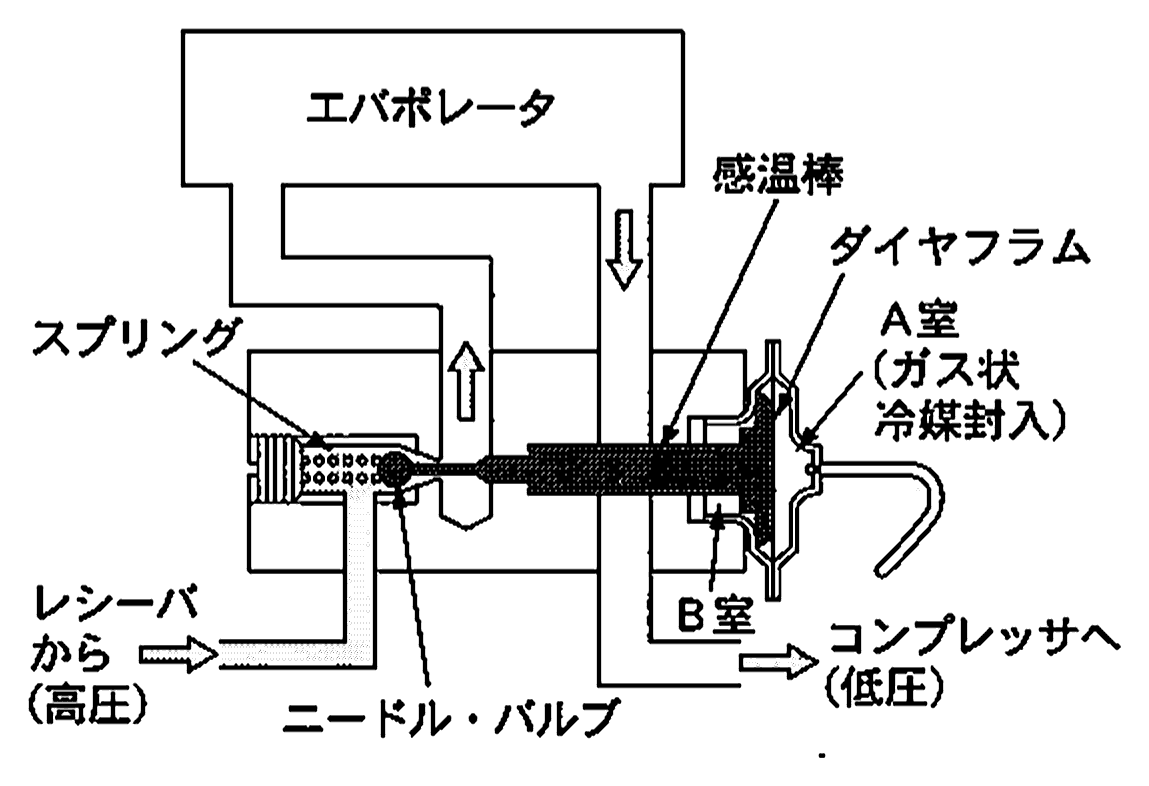 エバポレータ
感温棒
ダイヤフラム
A室
(ガス状
冷媒封入)
スプリング
B室
レシーバ
から
(高圧)
コンプレッサへ
(低圧)
ニードル・バルブ